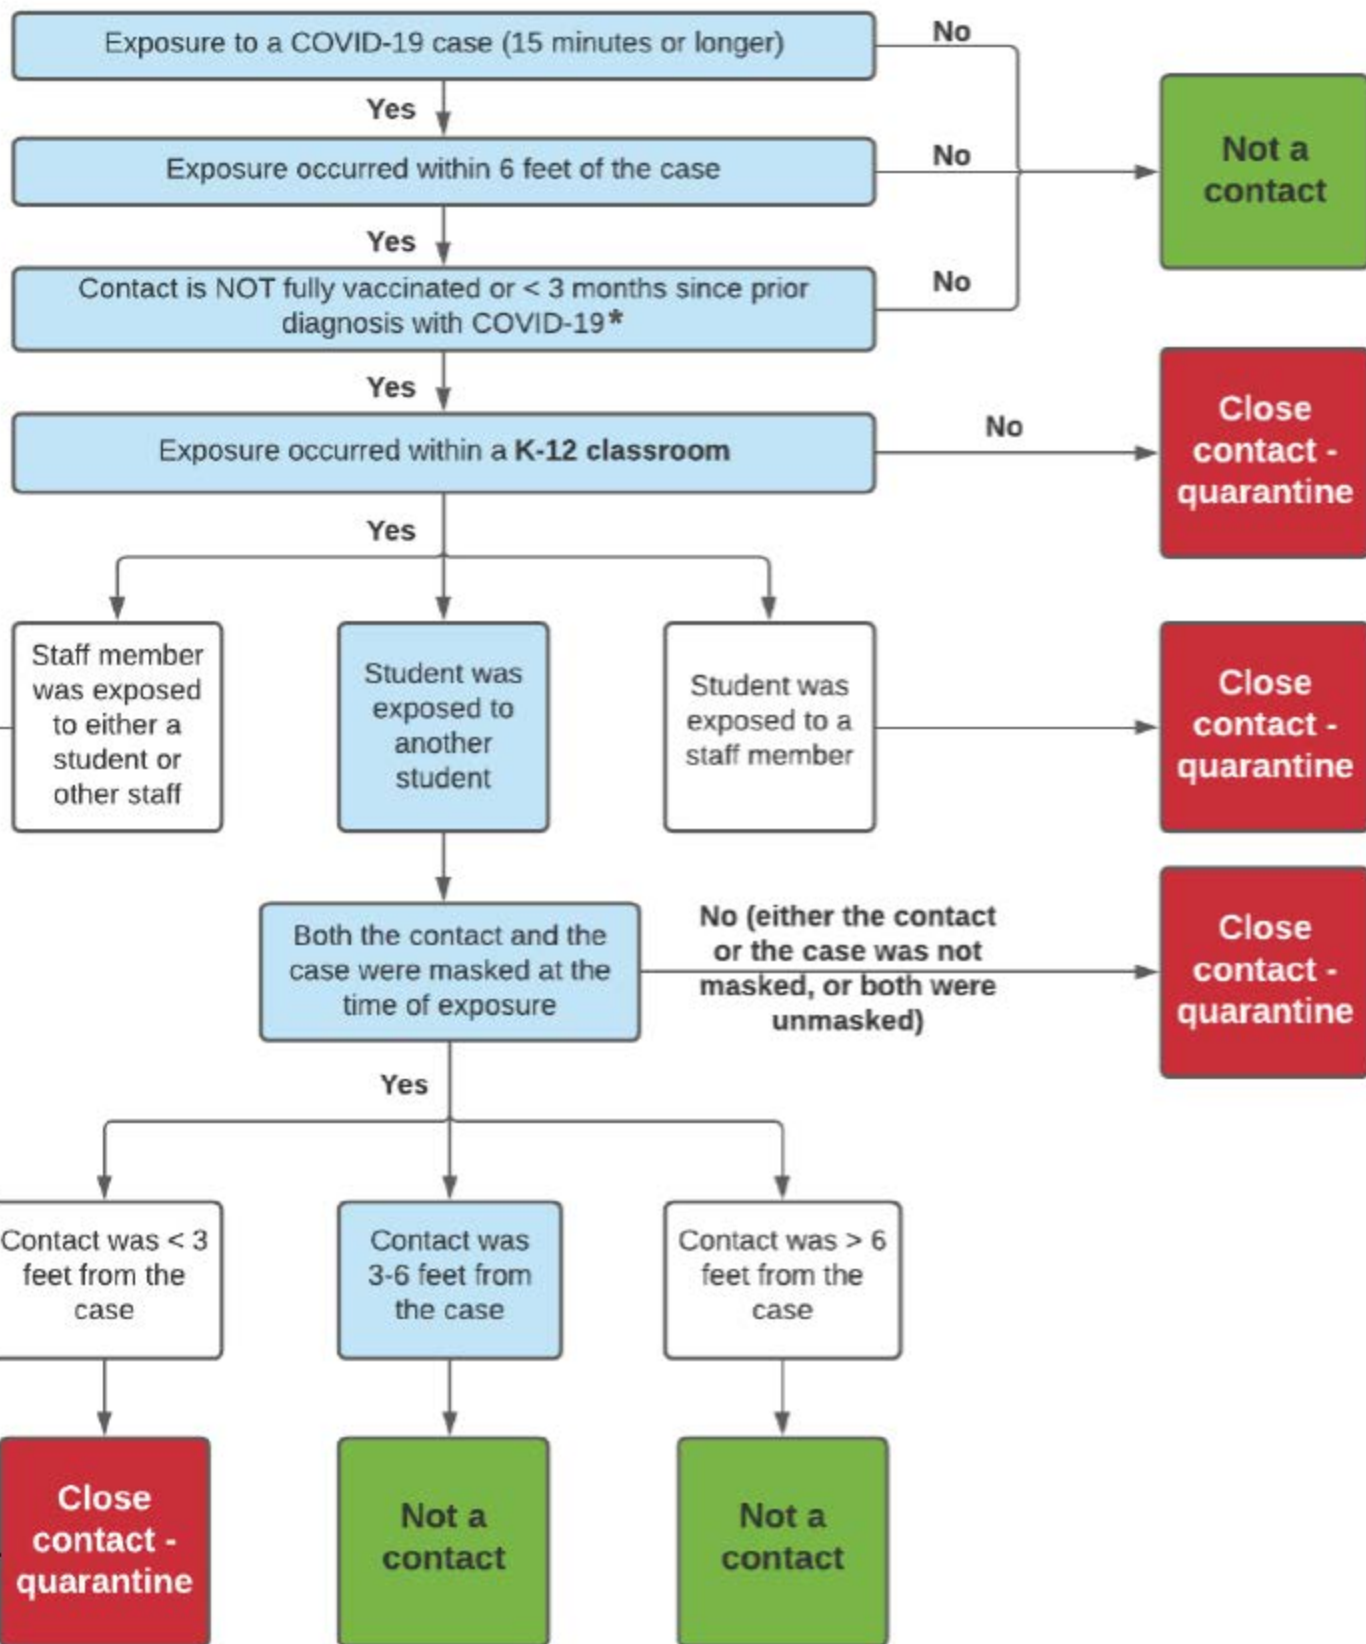 Exposure to a COVID-19 case (15 minutes or longer)
No
Yes
Exposure occurred within 6 feet of the case
No
Not a
contact
Yes
Contact is NOT fully vaccinated or < 3 months since prior
diagnosis with COVID-19*
No
Yes
Exposure occurred within a K-12 classroom
No
Close
contact -
quarantine
Yes
Staff member
was exposed
to either a
student or
other staff
Student was
exposed to
another
student
Student was
exposed to a
staff member
Close
contact -
quarantine
Both the contact and the
case were masked at the
time of exposure
No (either the contact
or the case was not
masked, or both were
unmasked)
Close
contact -
quarantine
Yes
Contact was < 3
feet from the
case
Contact was
3-6 feet from
the case
Contact was > 6
feet from the
case
Close
contact -
quarantine
Not a
contact
Not a
contact